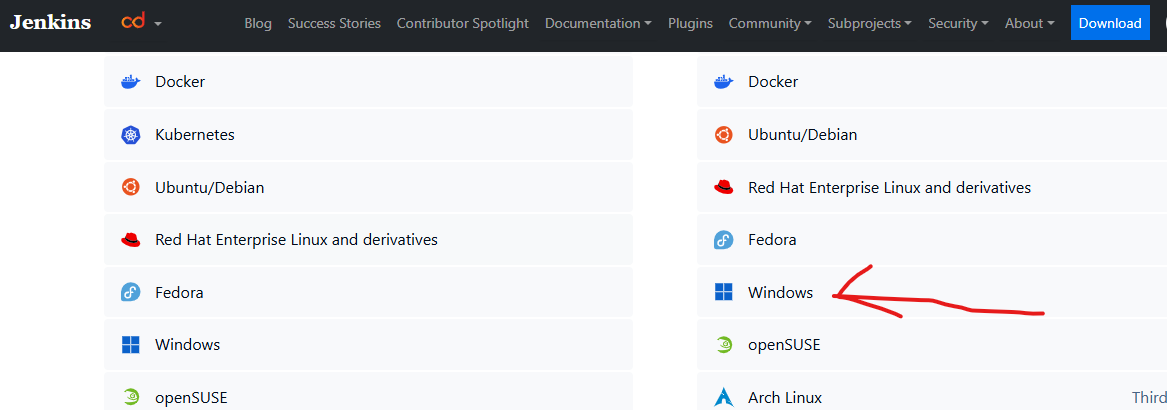 Jenkins cd Blog Success Stories Contributor Spotlight Documentation Plugins Community Subprojects Security About Download
Docker
Kubernetes
Ubuntu/Debian
Red Hat Enterprise Linux and derivatives
Fedora
Windows
openSUSE
Docker
Ubuntu/Debian
Red Hat Enterprise Linux and derivatives
Fedora
Windows
openSUSE
Arch Linux Third